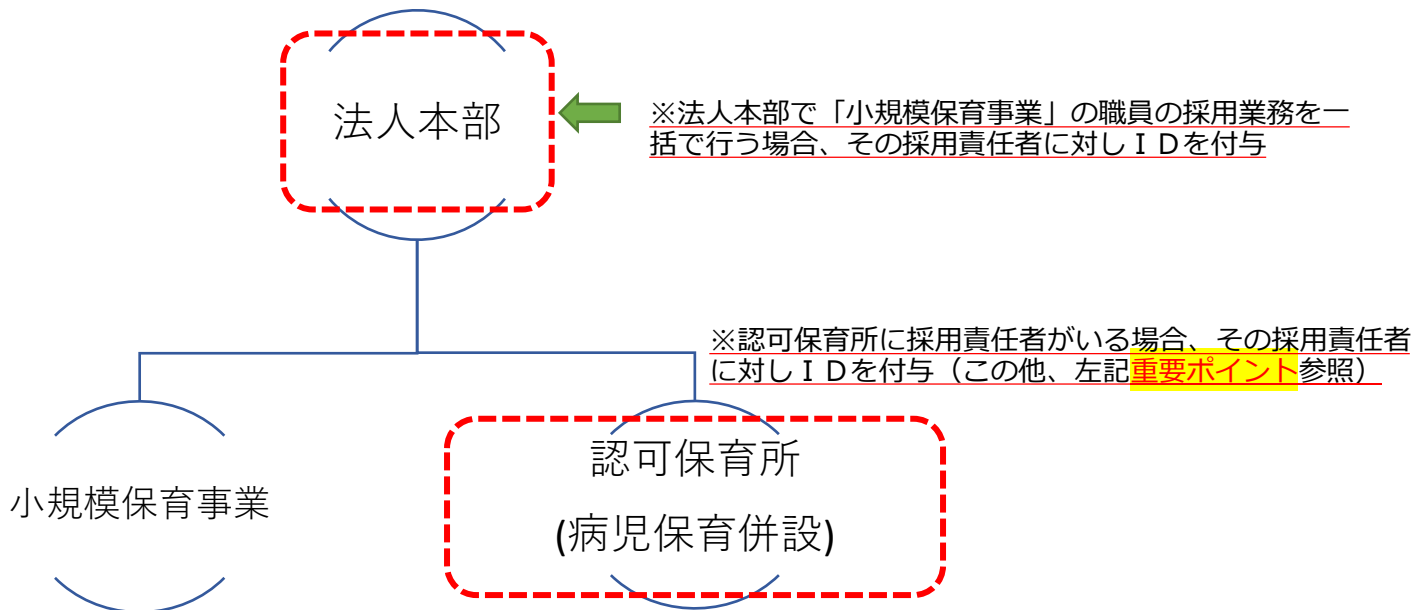 法人本部
※法人本部で「小規模保育事業」の職員の採用業務を一
括で行う場合、その採用責任者に対しＩＤを付与
※認可保育所に採用責任者がいる場合、その採用責任者
に対しＩＤを付与（この他、左記重要ポイント参照）
小規模保育事業
認可保育所
(病児保育併設)